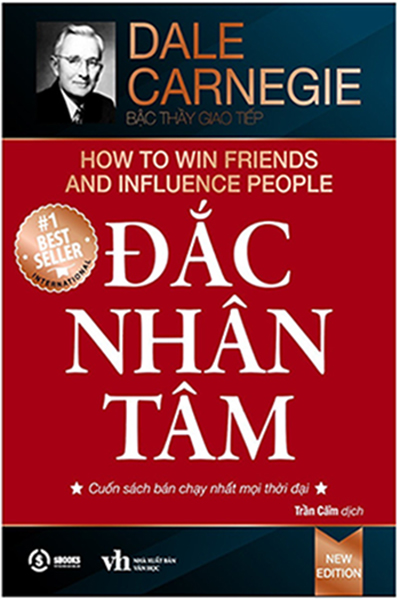 DALE
CARNEGIE
BẬC THẦY GIAO TIẾP
HOW TO WIN FRIENDS
AND INFLUENCE PEOPLE
#1
BEST
SELLER
INTERNATIONAL
ĐẮC
NHÂN
TÂM
Cuốn sách bán chạy nhất mọi thời đại
Trần Cẩm dịch
SBOOKS
vh NHÀ XUẤT BẢN
VĂN HỌC
NEW
EDITION